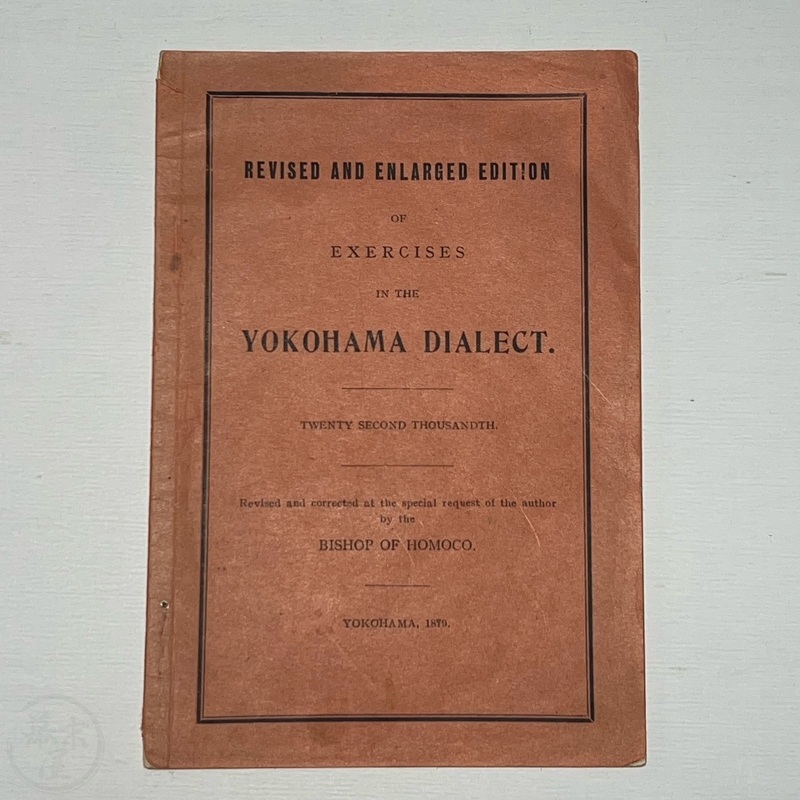 REVISED AND ENLARGED EDITION
OF
EXERCISES
IN THE
YOKOHAMA DIALECT.
TWENTY SECOND THOUSANDTH.
Revised and corrected at the special request of the author
by the
BISHOP OF HOMOCO.
YOKOHAMA, 1879.